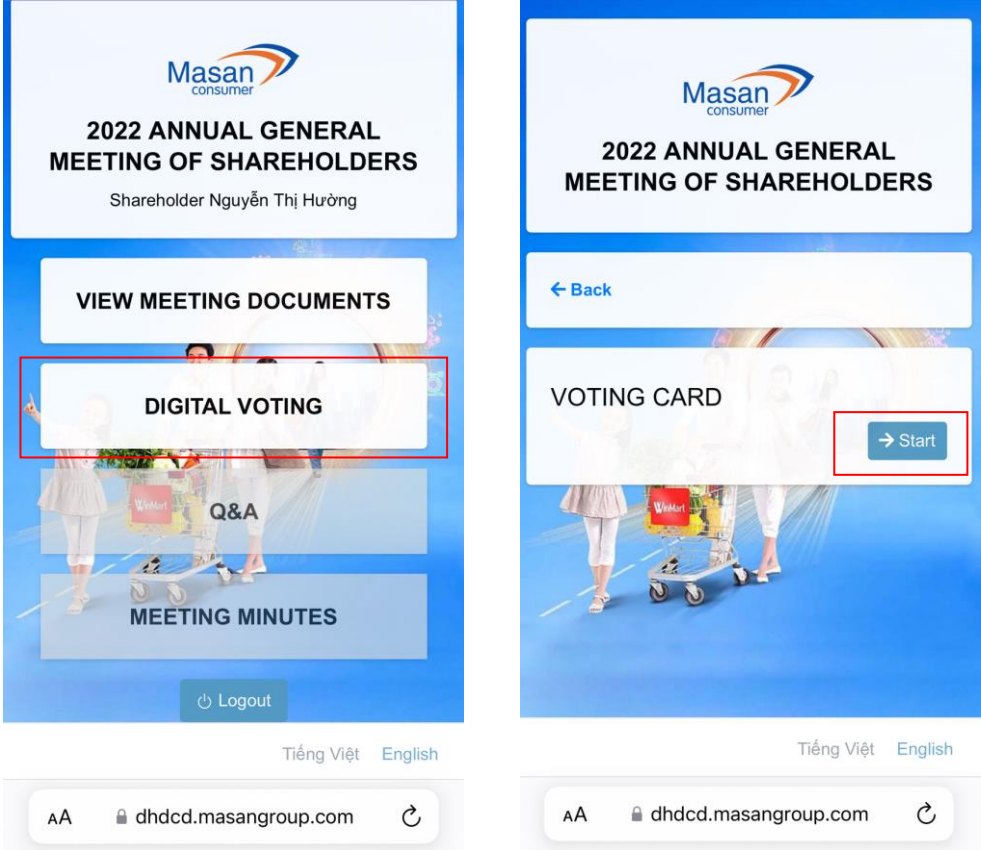 Masan
consumer
2022 ANNUAL GENERAL
MEETING OF SHAREHOLDERS
Shareholder Nguyễn Thị Hường
VIEW MEETING DOCUMENTS
DIGITAL VOTING
WinMart
Q&A
MEETING MINUTES
Logout
Tiếng Việt English
AA dhdcd.masangroup.com
Masan
consumer
2022 ANNUAL GENERAL
MEETING OF SHAREHOLDERS
Back
VOTING CARD
Start
WinMart
Tiếng Việt English
AA dhdcd.masangroup.com